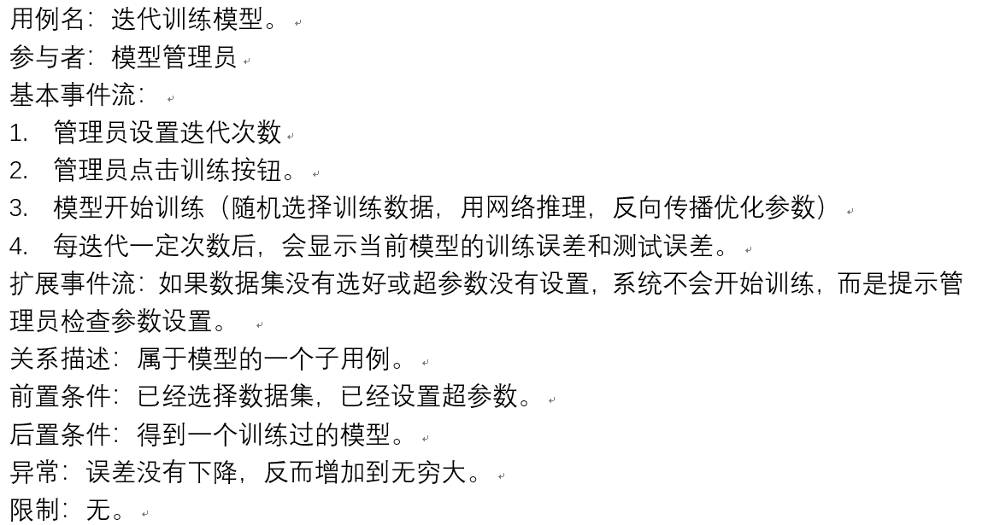 用例名：迭代训练模型。
参与者：模型管理员
基本事件流：
1. 管理员设置迭代次数
2. 管理员点击训练按钮。
3. 模型开始训练（随机选择训练数据，用网络推理，反向传播优化参数）
4. 每迭代一定次数后，会显示当前模型的训练误差和测试误差。
扩展事件流：如果数据集没有选好或超参数没有设置，系统不会开始训练，而是提示管
理员检查参数设置。
关系描述：属于模型的一个子用例。
前置条件：已经选择数据集，已经设置超参数。
后置条件：得到一个训练过的模型。
异常：误差没有下降，反而增加到无穷大。
限制：无。